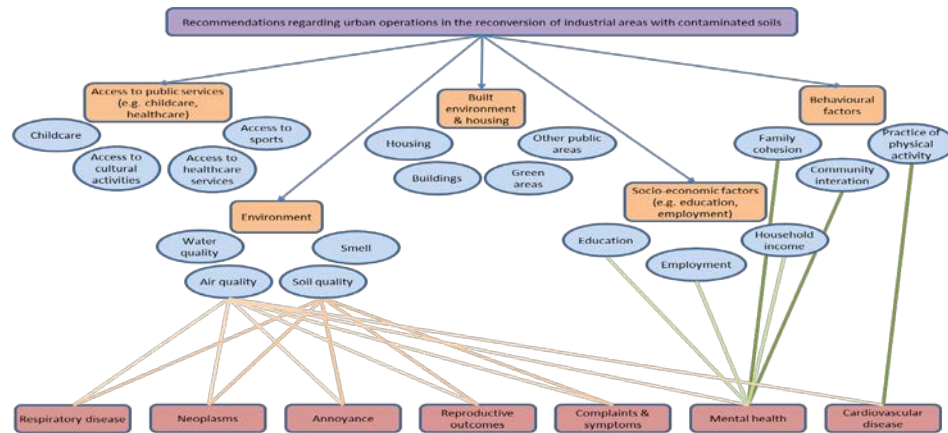 Recommendations regarding urban operations in the reconversion of industrial areas with contaminated soils
Access to public services
(e.g. childcare,
healthcare)
Childcare
Access to
sports
Access to
cultural
activities
Access to
healthcare
services
Environment
Water
quality
Smell
Air quality
Soil quality
Built
environment
& housing
Housing
Other public
areas
Buildings
Green
areas
Socio-economic factors
(e.g. education,
employment)
Education
Employment
Household
income
Behavioural
factors
Family
cohesion
Practice of
physical
activity
Community
interation
Respiratory disease
Neoplasms
Annoyance
Reproductive
outcomes
Complaints &
symptoms
Mental health
Cardiovascular
disease